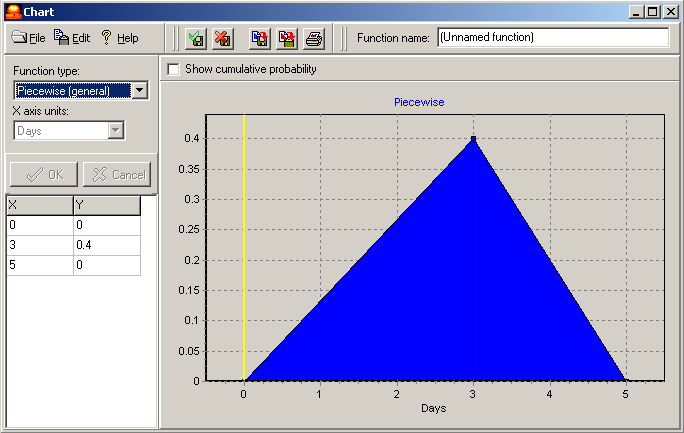 Chart
File Edit ? Help Function name: (Unnamed function)
Function type:
Piecewise (general)
X axis units:
Days
OK Cancel
X Y
0 0
3 0.4
5 0
Show cumulative probability
Piecewise
0.4
0.35
0.3
0.25
0.2
0.15
0.1
0.05
0
0 1 2 3 4 5
Days